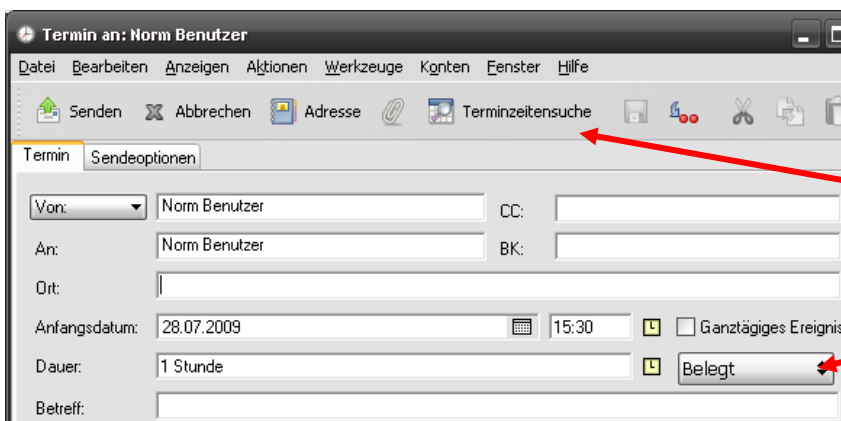 Termin an: Norm Benutzer
Datei Bearbeiten Anzeigen Aktionen Werkzeuge Konten Fenster Hilfe
Senden Abbrechen Adresse Terminzeitensuche
Termin Sendeoptionen
Von: Norm Benutzer CC:
An: Norm Benutzer BK:
Ort:
Anfangsdatum: 28.07.2009 15:30 Ganztägiges Ereignis
Dauer: 1 Stunde Belegt
Betreff: